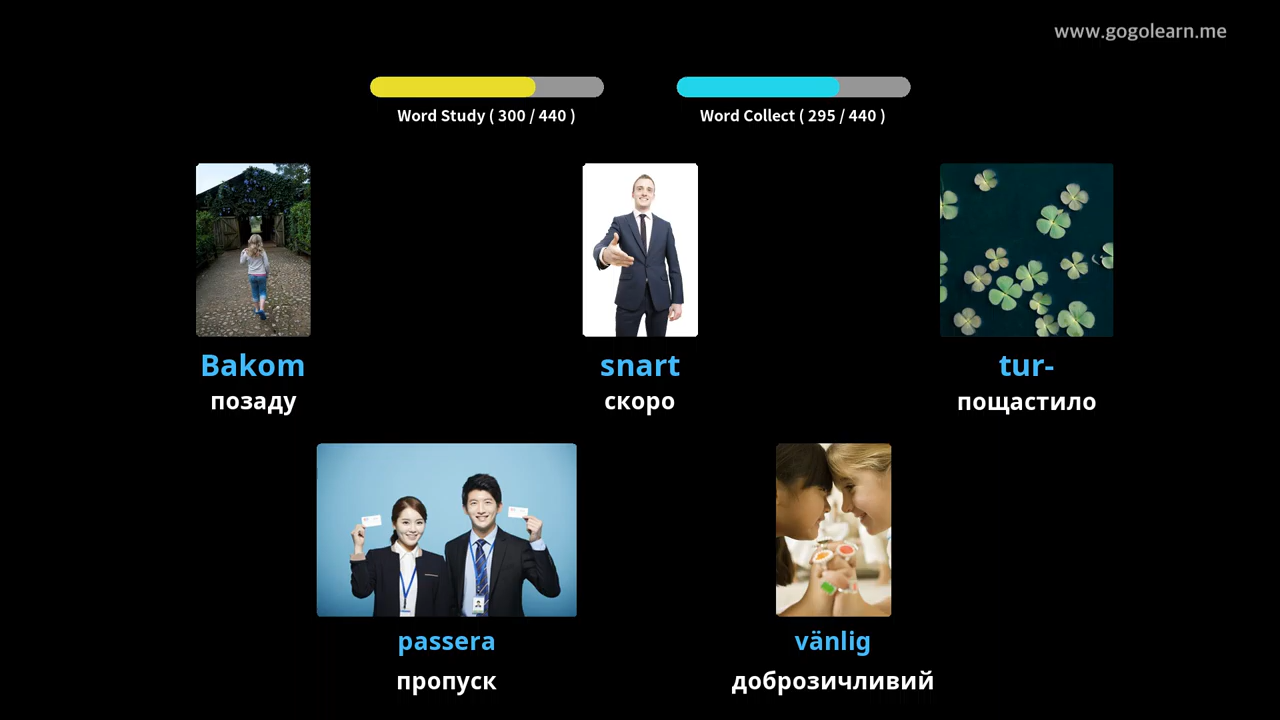 www.gogolearn.me
Word Study ( 300 / 440 )
Word Collect ( 295 / 440 )
Bakom
позаду
snart
скоро
tur-
пощастило
passera
пропуск
vänlig
доброзичливий